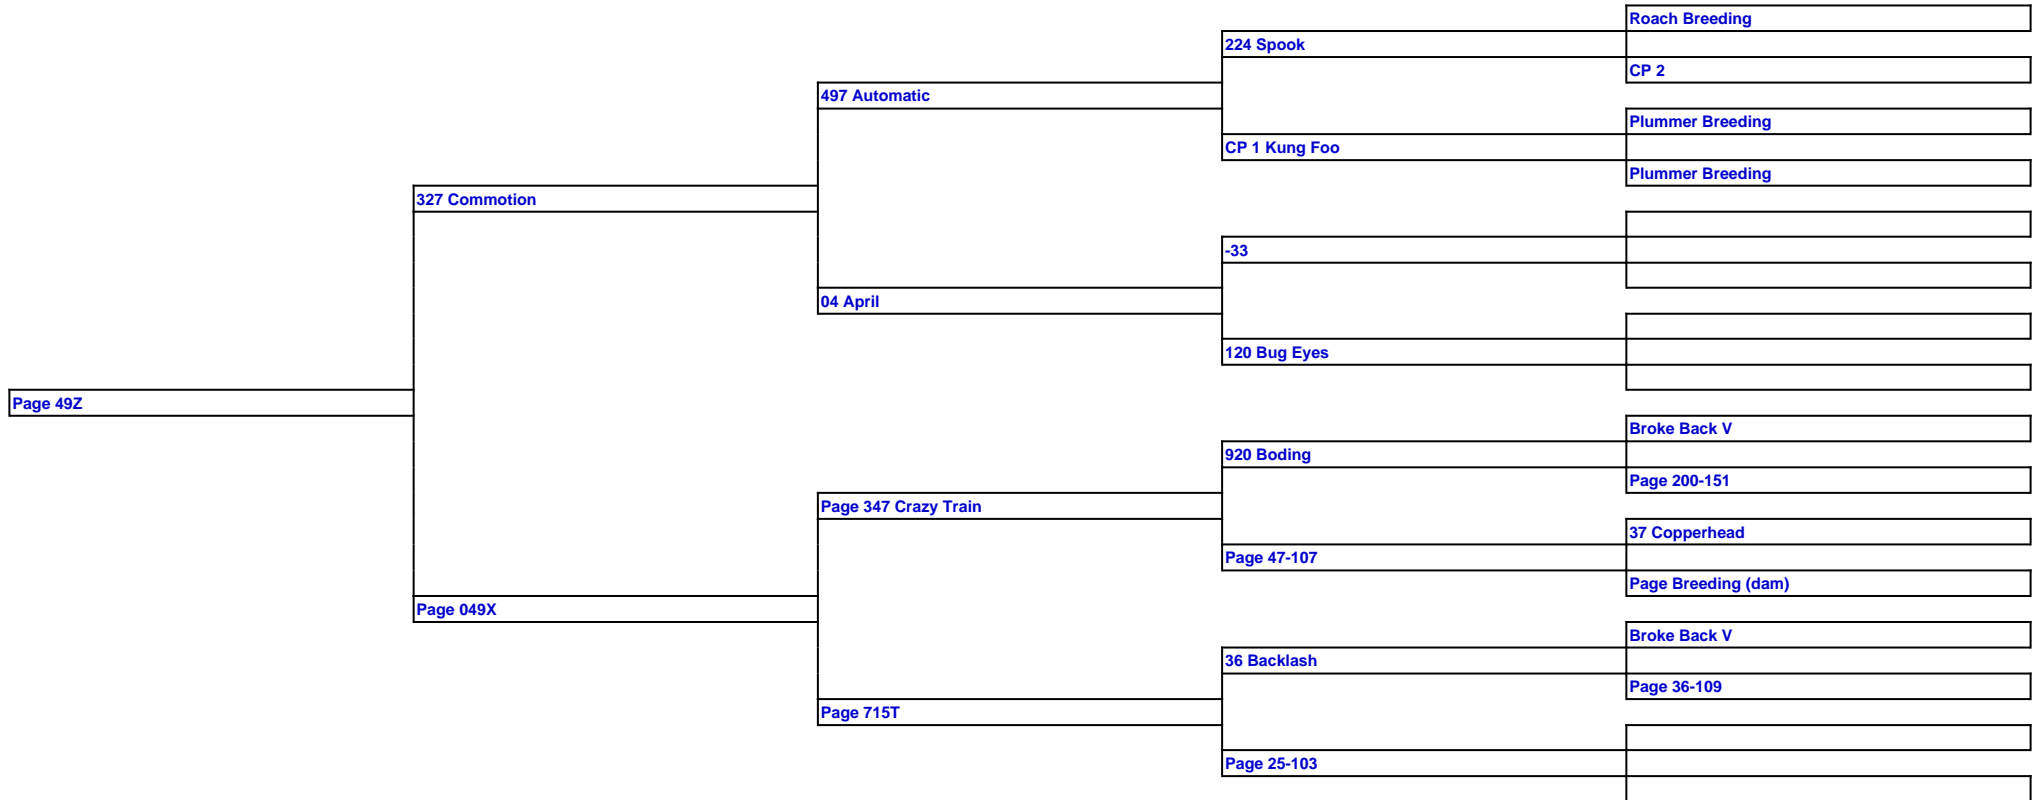 Roach Breeding
224 Spook
CP 2
497 Automatic
Plummer Breeding
CP 1 Kung Foo
Plummer Breeding
327 Commotion
-33
04 April
120 Bug Eyes
Page 49Z
Broke Back V
920 Boding
Page 200-151
Page 347 Crazy Train
37 Copperhead
Page 47-107
Page Breeding (dam)
Page 049X
Broke Back V
36 Backlash
Page 36-109
Page 715T
Page 25-103